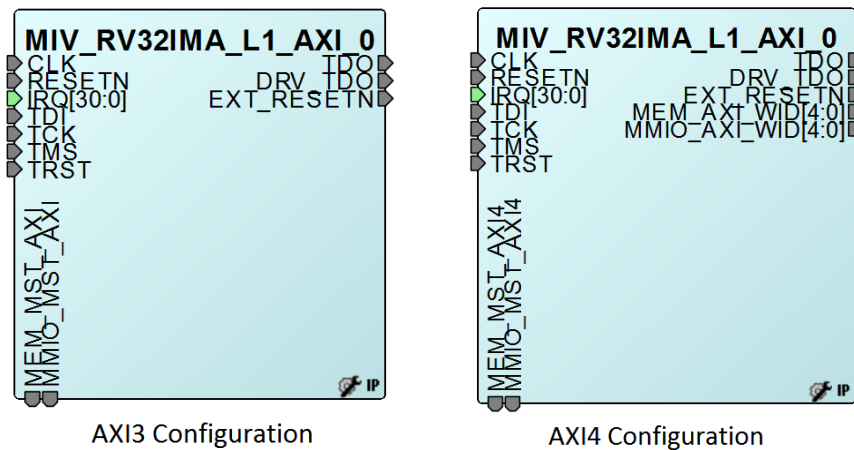 MIV_RV32IMA_L1_AXI_0
CLK
TDO
RESETN
DRV_TDO
IRQ[30:0]
EXT_RESETN
TDI
TCK
TMS
TRST
MEM_MST_AXI
MMIO_MST_AXI
IP
AXI3 Configuration
MIV_RV32IMA_L1_AXI_0
CLK
TDO
RESETN
DRV_TDO
IRQ[30:0]
EXT_RESETN
TDI
MEM_AXI_WID[4:0]
TCK
MMIO_AXI_WID[4:0]
TMS
TRST
MEM_MST_AXI4
MMIO_MST_AXI4
IP
AXI4 Configuration